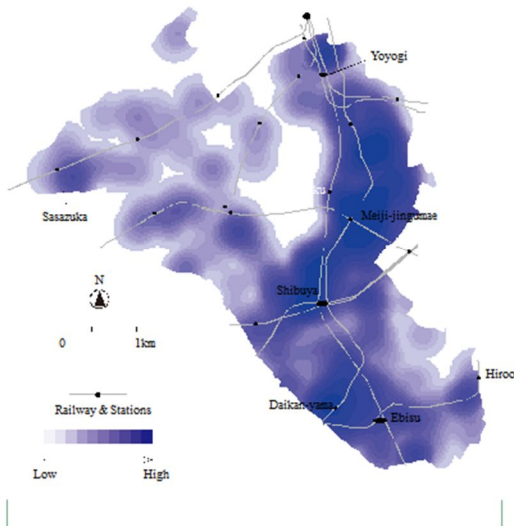 Yoyogi
Sasazuka
Meiji-jingumae
Shibuya
N
0 1km
Hiroo
Railway & Stations
Daikan-yama
Ebisu
Low High